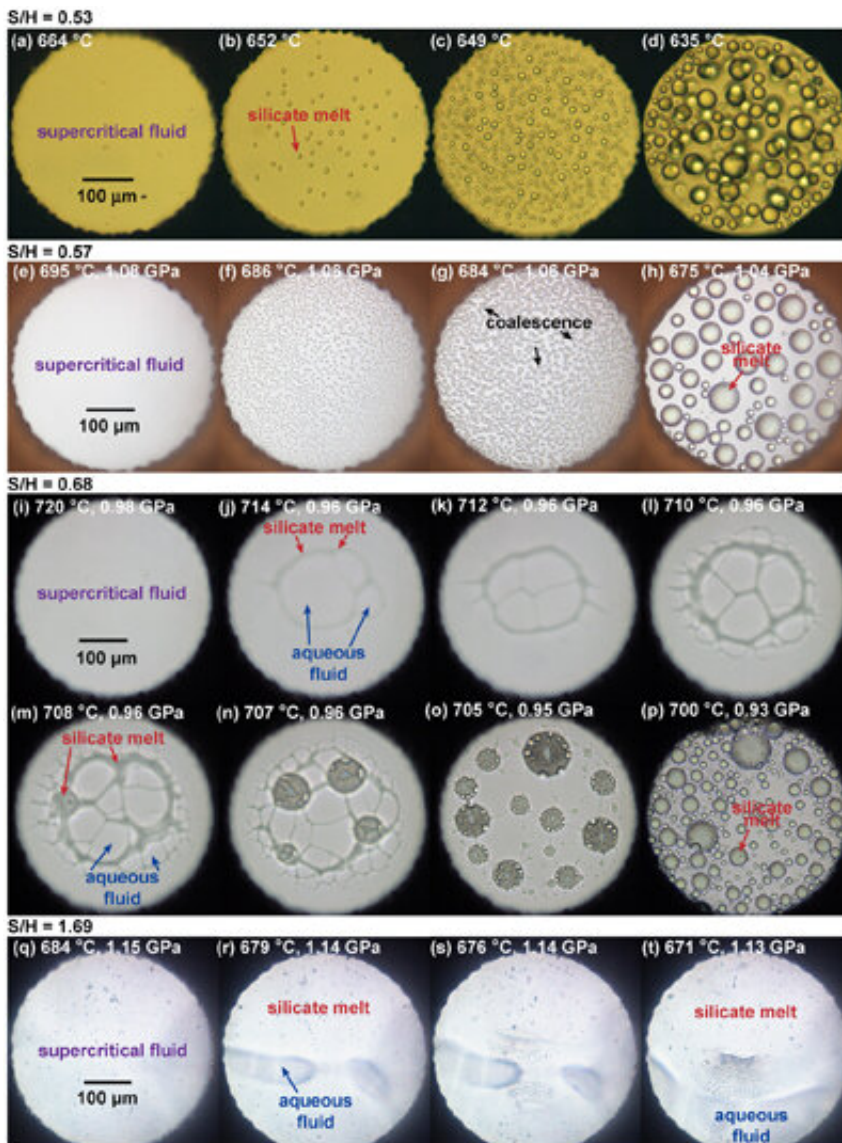 S/H = 0.53
(a) 664 °C
(b) 652 °C
(c) 649 °C
(d) 635 °C
supercritical fluid
silicate melt
100 µm
S/H = 0.57
(e) 695 °C, 1.08 GPa
(f) 686 °C, 1.06 GPa
(g) 684 °C, 1.06 GPa
(h) 675 °C, 1.04 GPa
coalescence
supercritical fluid
silicate
melt
100 µm
S/H = 0.68
(i) 720 °C, 0.98 GPa
(j) 714 °C, 0.96 GPa
(k) 712 °C, 0.96 GPa
(l) 710 °C, 0.96 GPa
silicate melt
supercritical fluid
aqueous
fluid
100 µm
(m) 708 °C, 0.96 GPa
(n) 707 °C, 0.96 GPa
(o) 705 °C, 0.95 GPa
(p) 700 °C, 0.93 GPa
silicate melt
aqueous
fluid
silicate
melt
S/H = 1.69
(q) 684 °C, 1.15 GPa
(r) 679 °C, 1.14 GPa
(s) 676 °C, 1.14 GPa
(t) 671 °C, 1.13 GPa
silicate melt
silicate melt
supercritical fluid
100 µm
aqueous
fluid
aqueous
fluid